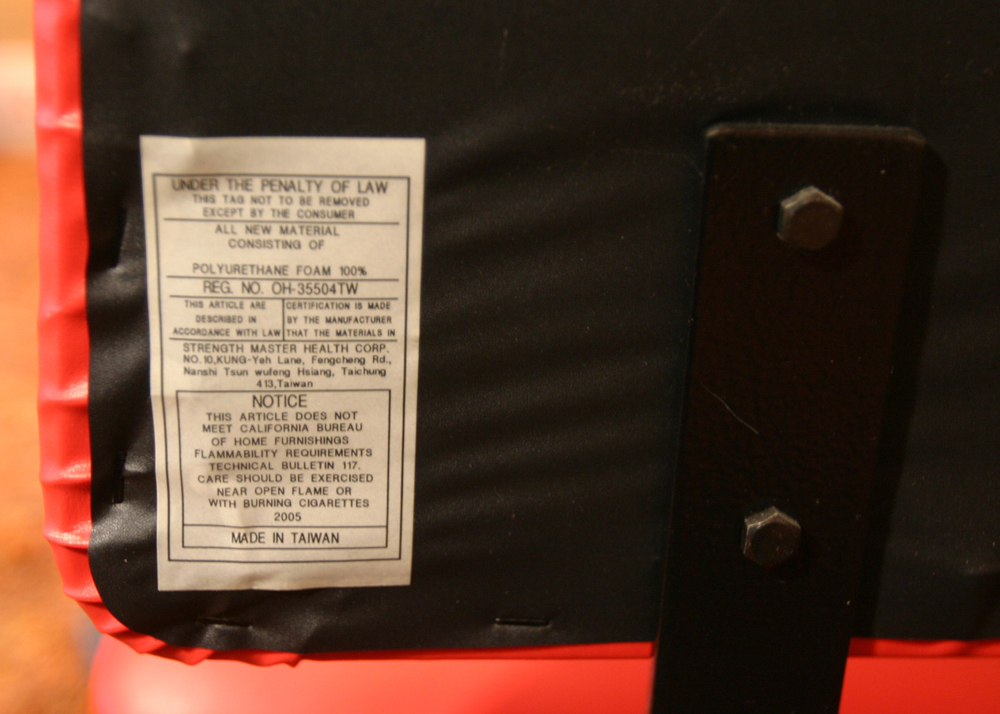 UNDER THE PENALTY OF LAW
THIS TAG NOT TO BE REMOVED
EXCEPT BY THE CONSUMER
ALL NEW MATERIAL
CONSISTING OF
POLYURETHANE FOAM 100%
REG. NO. OH-35504TW
THIS ARTICLE ARE
DESCRIBED IN
ACCORDANCE WITH LAW
CERTIFICATION IS MADE
BY THE MANUFACTURER
THAT THE MATERIALS IN
STRENGTH MASTER HEALTH CORP.
NO.10,KUNG-Yeh Lane, Fengcheng Rd.,
Nanshi Tsun wufeng Hsiang, Taichung
413,Taiwan
NOTICE
THIS ARTICLE DOES NOT
MEET CALIFORNIA BUREAU
OF HOME FURNISHINGS
FLAMMABILITY REQUIREMENTS
TECHNICAL BULLETIN 117.
CARE SHOULD BE EXERCISED
NEAR OPEN FLAME OR
WITH BURNING CIGARETTES
2005
MADE IN TAIWAN